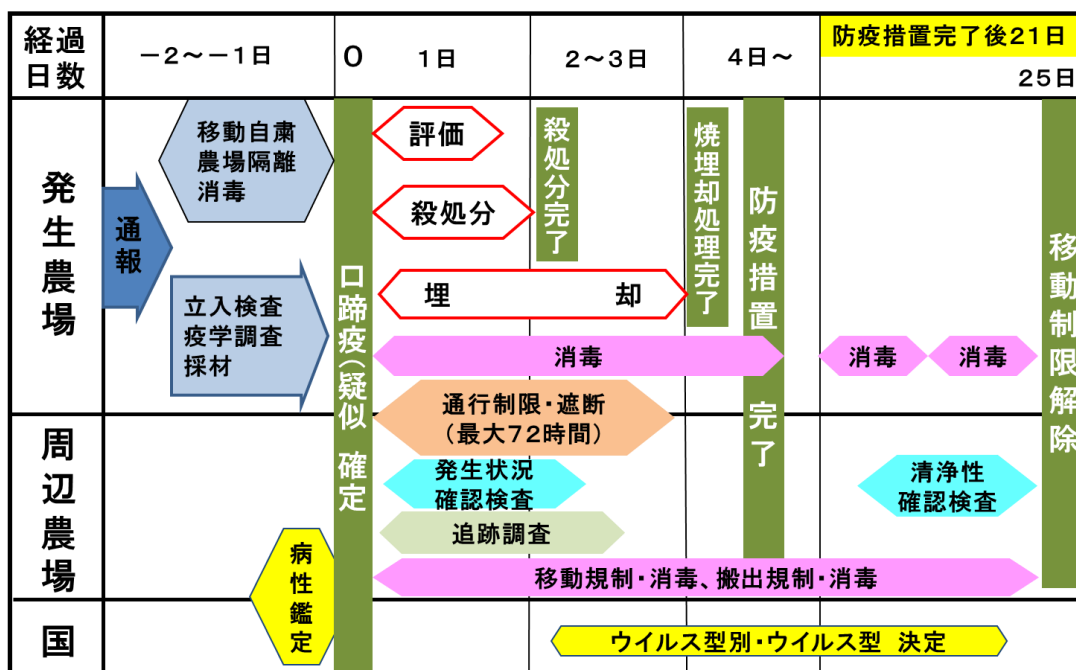 経過
日数
－2～－1日
0
1日
2～3日
4日～
防疫措置完了後21日
25日
発生農場
通報
移動自粛
農場隔離
消毒
立入検査
疫学調査
採材
口蹄疫(疑似 確定
評価
殺処分
殺処分完了
埋 却
焼埋却処理完了
防疫措置 完了
消毒
消毒
消毒
移動制限解除
通行制限・遮断
(最大72時間)
周辺農場
発生状況
確認検査
清浄性
確認検査
追跡調査
移動規制・消毒、搬出規制・消毒
国
病性鑑定
ウイルス型別・ウイルス型 決定